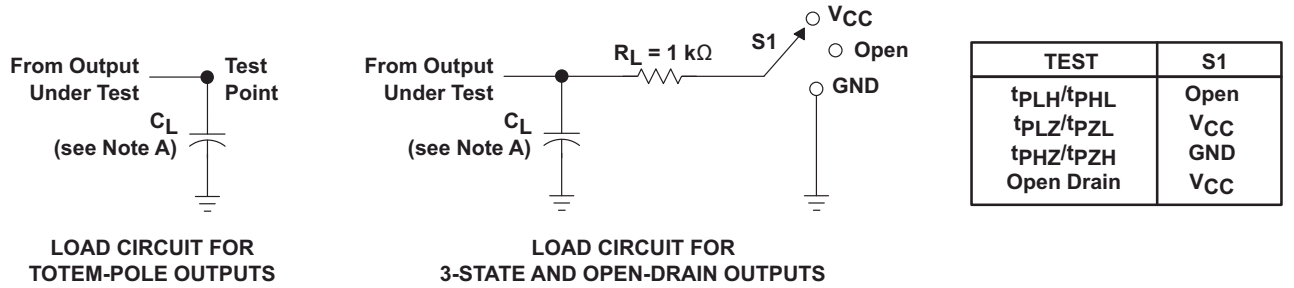 From Output
Under Test
Test
Point
CL
(see Note A)
LOAD CIRCUIT FOR
TOTEM-POLE OUTPUTS
From Output
Under Test
RL = 1 kΩ
S1
VCC
Open
GND
CL
(see Note A)
LOAD CIRCUIT FOR
3-STATE AND OPEN-DRAIN OUTPUTS
TEST S1
tPLH/tPHL Open
tPLZ/tPZL VCC
tPHZ/tPZH GND
Open Drain VCC